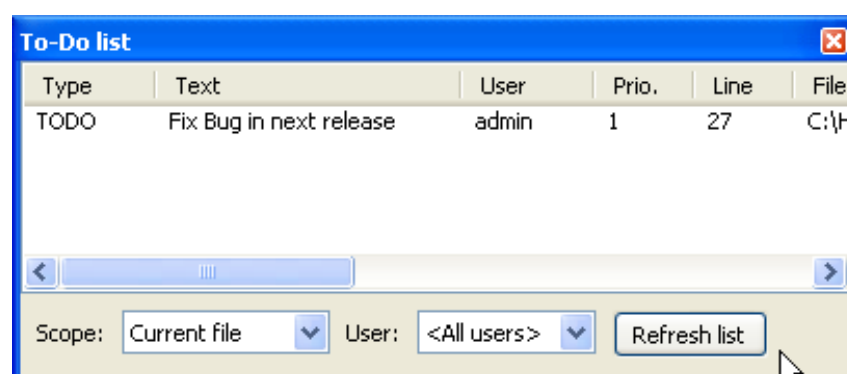 To-Do list
Type Text User Prio. Line File
TODO Fix Bug in next release admin 1 27 C:\H
Scope: Current file User: <All users> Refresh list